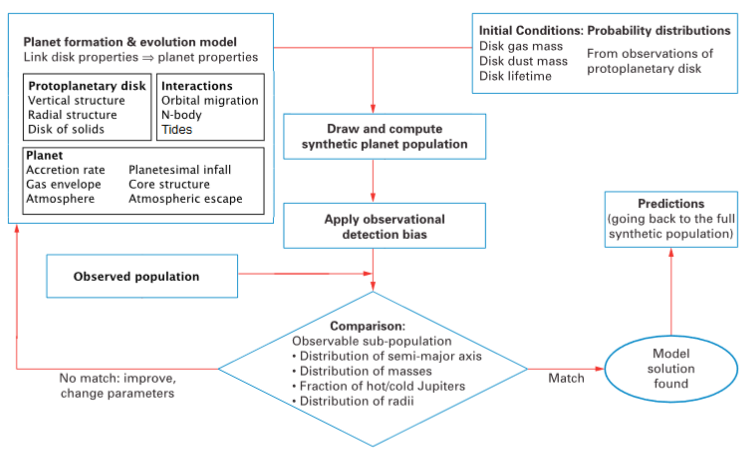 Planet formation & evolution model
Link disk properties ⇒ planet properties
Protoplanetary disk
Vertical structure
Radial structure
Disk of solids
Interactions
Orbital migration
N-body
Tides
Planet
Accretion rate Planetesimal infall
Gas envelope Core structure
Atmosphere Atmospheric escape
Initial Conditions: Probability distributions
Disk gas mass
Disk dust mass
Disk lifetime
From observations of
protoplanetary disk
Draw and compute
synthetic planet population
Apply observational
detection bias
Observed population
Comparison:
Observable sub-population
• Distribution of semi-major axis
• Distribution of masses
• Fraction of hot/cold Jupiters
• Distribution of radii
No match: improve,
change parameters
Match
Model
solution
found
Predictions
(going back to the full
synthetic population)